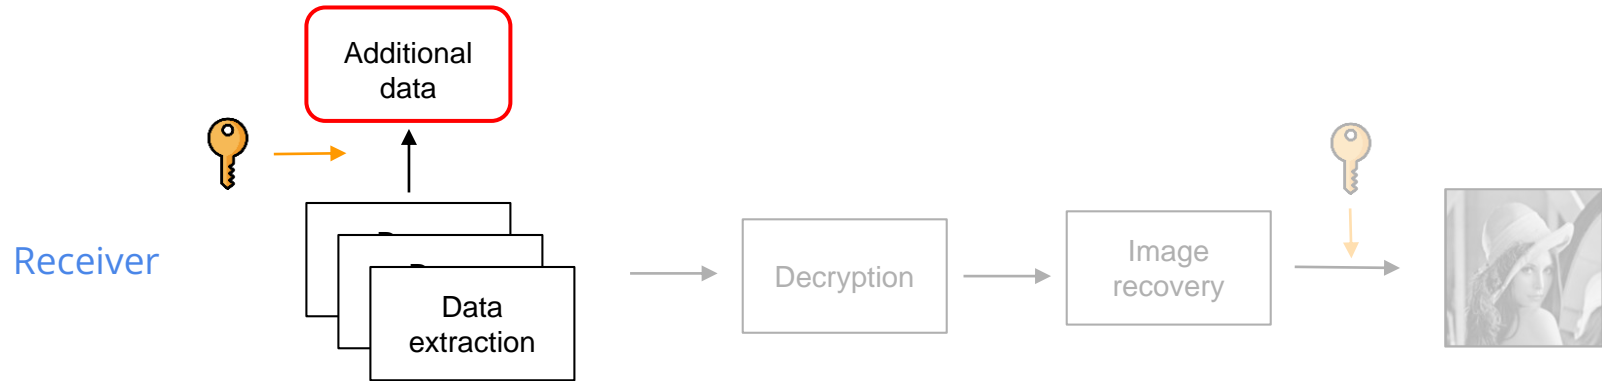 Additional
data
Receiver
Data
extraction
Decryption
Image
recovery